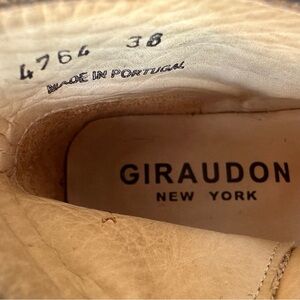 4764 38
MADE IN PORTUGAL
GIRAUDON
NEW YORK